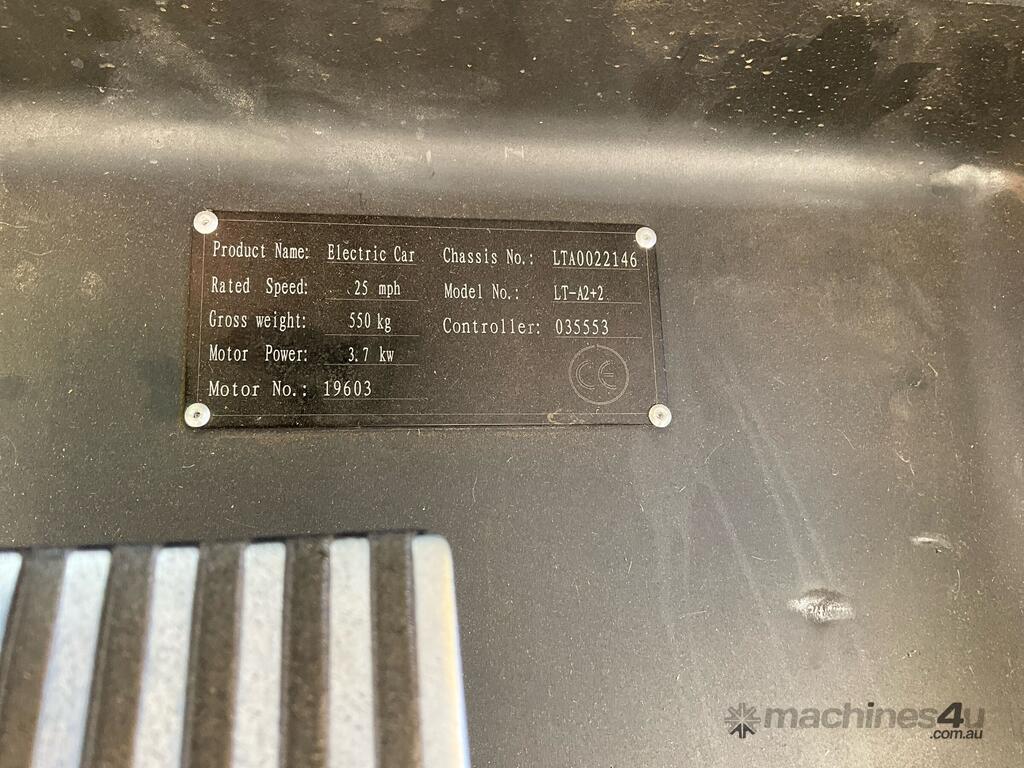 Product Name: Electric Car Chassis No.: LTA0022146
Rated Speed: 25 mph Model No.: LT-A2+2
Gross weight: 550 kg Controller: 035553
Motor Power: 3.7 kw
Motor No.: 19603
CE
machines4u
.com.au